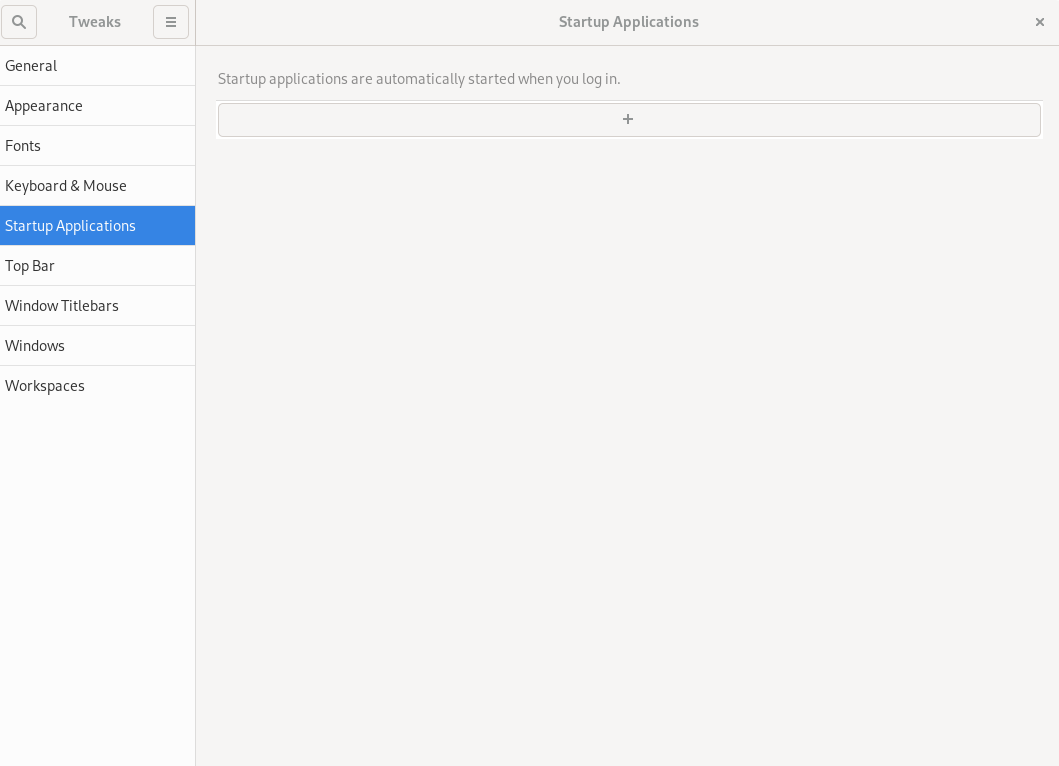 Tweaks
Startup Applications
General
Appearance
Fonts
Keyboard & Mouse
Startup Applications
Top Bar
Window Titlebars
Windows
Workspaces
Startup applications are automatically started when you log in.